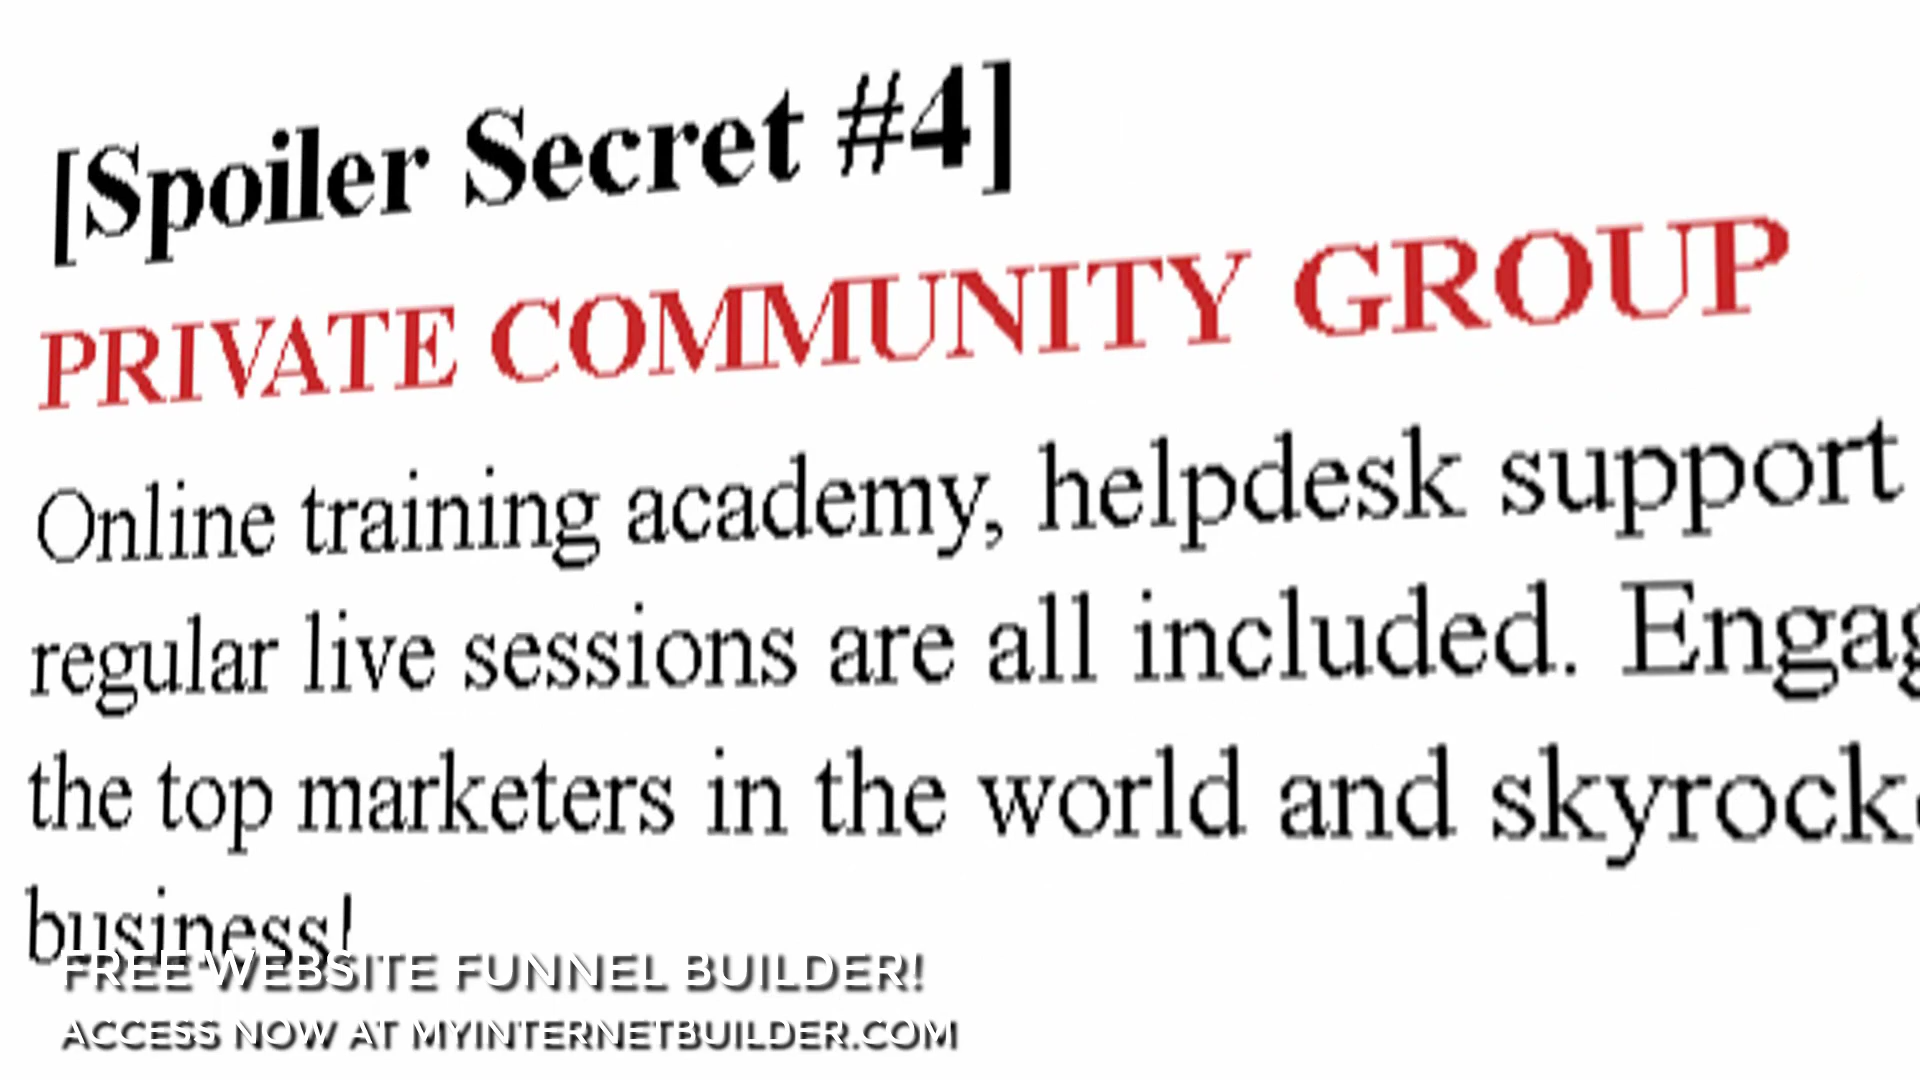 [Spoiler Secret #4]
PRIVATE COMMUNITY GROUP
Online training academy, helpdesk support
regular live sessions are all included.
the top marketers in the world and
business!
FREE WEBSITE FUNNEL BUILDER!
ACCESS NOW AT MYINTERNETBUILDER.COM